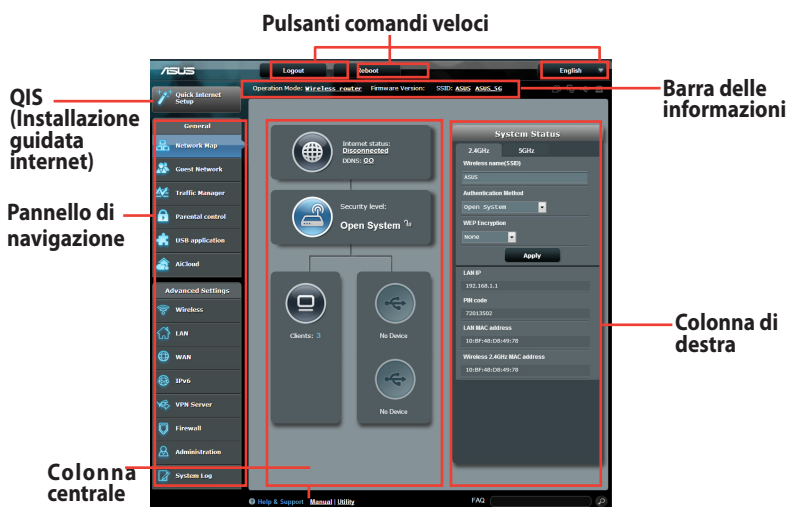 Pulsanti comandi veloci
QIS
(Installazione
guidata
internet)
Pannello di
navigazione
Colonna
centrale
Barra delle
informazioni
Colonna di
destra
ASUS
Logout
Reboot
English
Operation Mode: Wireless router Firmware Version: SSID: ASUS ASUS_5G
Quick Internet
Setup
General
Network Map
Guest Network
Traffic Manager
Parental control
USB application
AiCloud
Advanced Settings
Wireless
LAN
WAN
IPv6
VPN Server
Firewall
Administration
System Log
Internet status:
Disconnected
DDNS: GO
Security level:
Open System
Clients: 3
No Device
No Device
System Status
2.4GHz 5GHz
Wireless name(SSID)
ASUS
Authentication Method
Open System
WEP Encryption
None
Apply
LAN IP
192.168.1.1
PIN code
72013502
LAN MAC address
10:BF:48:D8:49:78
Wireless 2.4GHz MAC address
10:BF:48:D8:49:78
Help & Support Manual | Utility FAQ